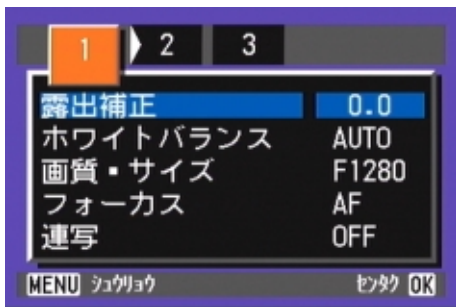 1 2 3
露出補正 0.0
ホワイトバランス AUTO
画質・サイズ F1280
フォーカス AF
連写 OFF
MENU シュウリョウ センタク OK